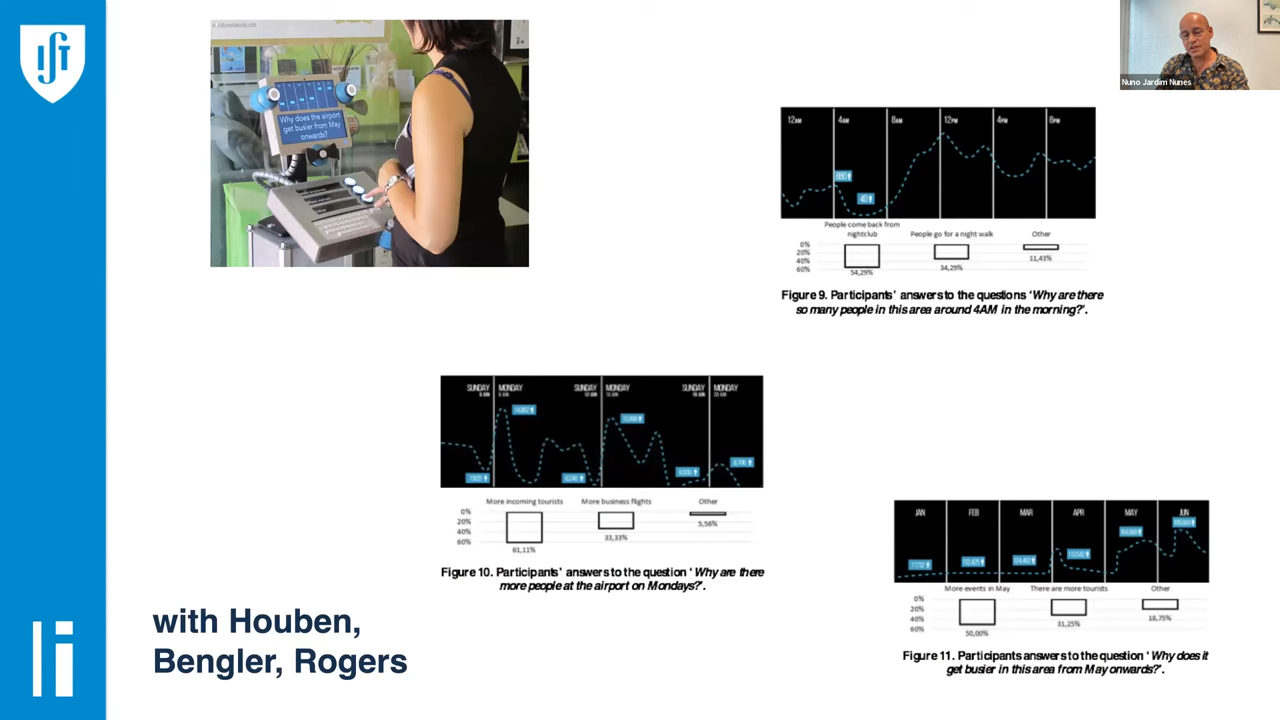 IST
Why does the airport
get busier from May
onwards?
Nuno Jardim Nunes
12AM 4AM 8AM 12PM 4PM 8PM
40
People come back from
nightclub
People go for a night walk
Other
0%
20%
40%
60%
54,29%
34,29%
11,43%
Figure 9. Participants' answers to the questions 'Why are there
so many people in this area around 4AM in the morning?'.
SUNDAY MONDAY SUNDAY MONDAY SUNDAY MONDAY
More incoming tourists
More business flights
Other
0%
20%
40%
60%
61,11%
33,33%
5,56%
Figure 10. Participants' answers to the question ' Why are there
more people at the airport on Mondays?'.
JAN FEB MAR APR MAY JUN
More events in May
There are more tourists
Other
0%
20%
40%
60%
50,00%
31,25%
18,75%
Figure 11. Participants answers to the question ' Why does it
get busier in this area from May onwards?'.
with Houben,
Bengler, Rogers